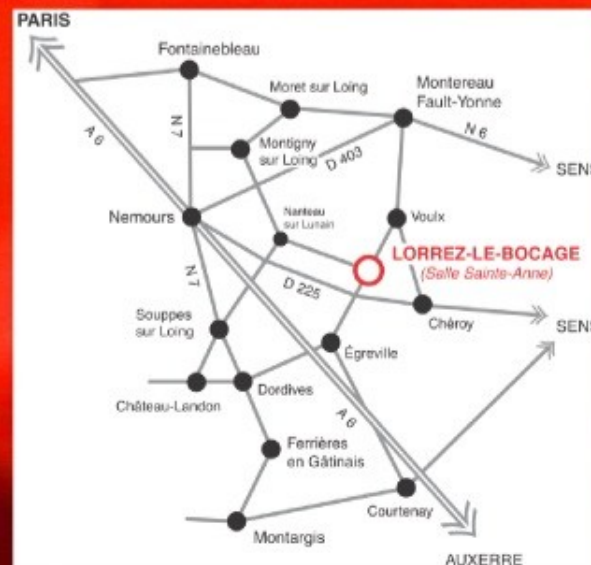 PARIS
Fontainebleau
Moret sur Loing
Montereau
Fault-Yonne
A 6
N 7
Montigny
sur Loing
D 403
N 6
SENS
Nemours
Nanteau
sur Lunain
Voulx
LORREZ-LE-BOCAGE
(Salle Sainte-Anne)
N 7
D 225
Chéroy
SENS
Souppes
sur Loing
Égreville
Château-Landon
Dordives
A 6
Ferrières
en Gâtinais
Courtenay
Montargis
AUXERRE